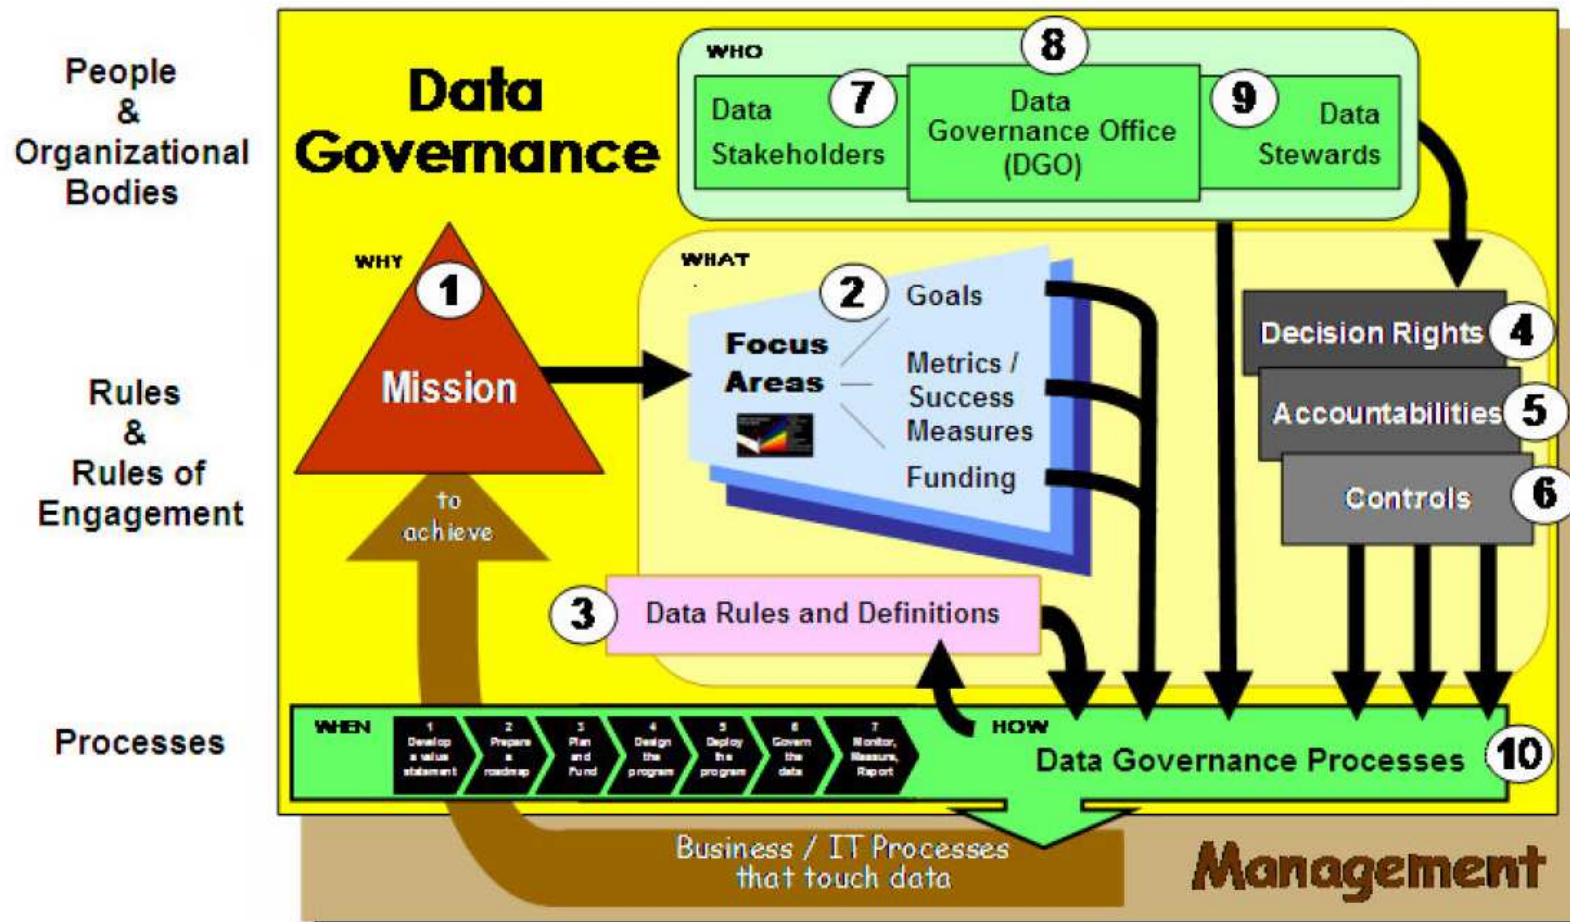 People
&
Organizational
Bodies
Rules
&
Rules of
Engagement
Processes
Data
Governance
WHO
7
Data
Stakeholders
8
Data
Governance Office
(DGO)
9
Data
Stewards
WHY
1
Mission
to
achieve
WHAT
2
Focus
Areas
Goals
Metrics /
Success
Measures
Funding
Decision Rights
4
Accountabilities
5
Controls
6
3
Data Rules and Definitions
WHEN
1
Develop
a value
statement
2
Prepare
a
roadmap
3
Plan
and
Fund
4
Design
the
program
5
Deploy
the
program
6
Govern
the
data
7
Monitor,
Measure,
Report
HOW
Data Governance Processes
10
Business / IT Processes
that touch data
Management